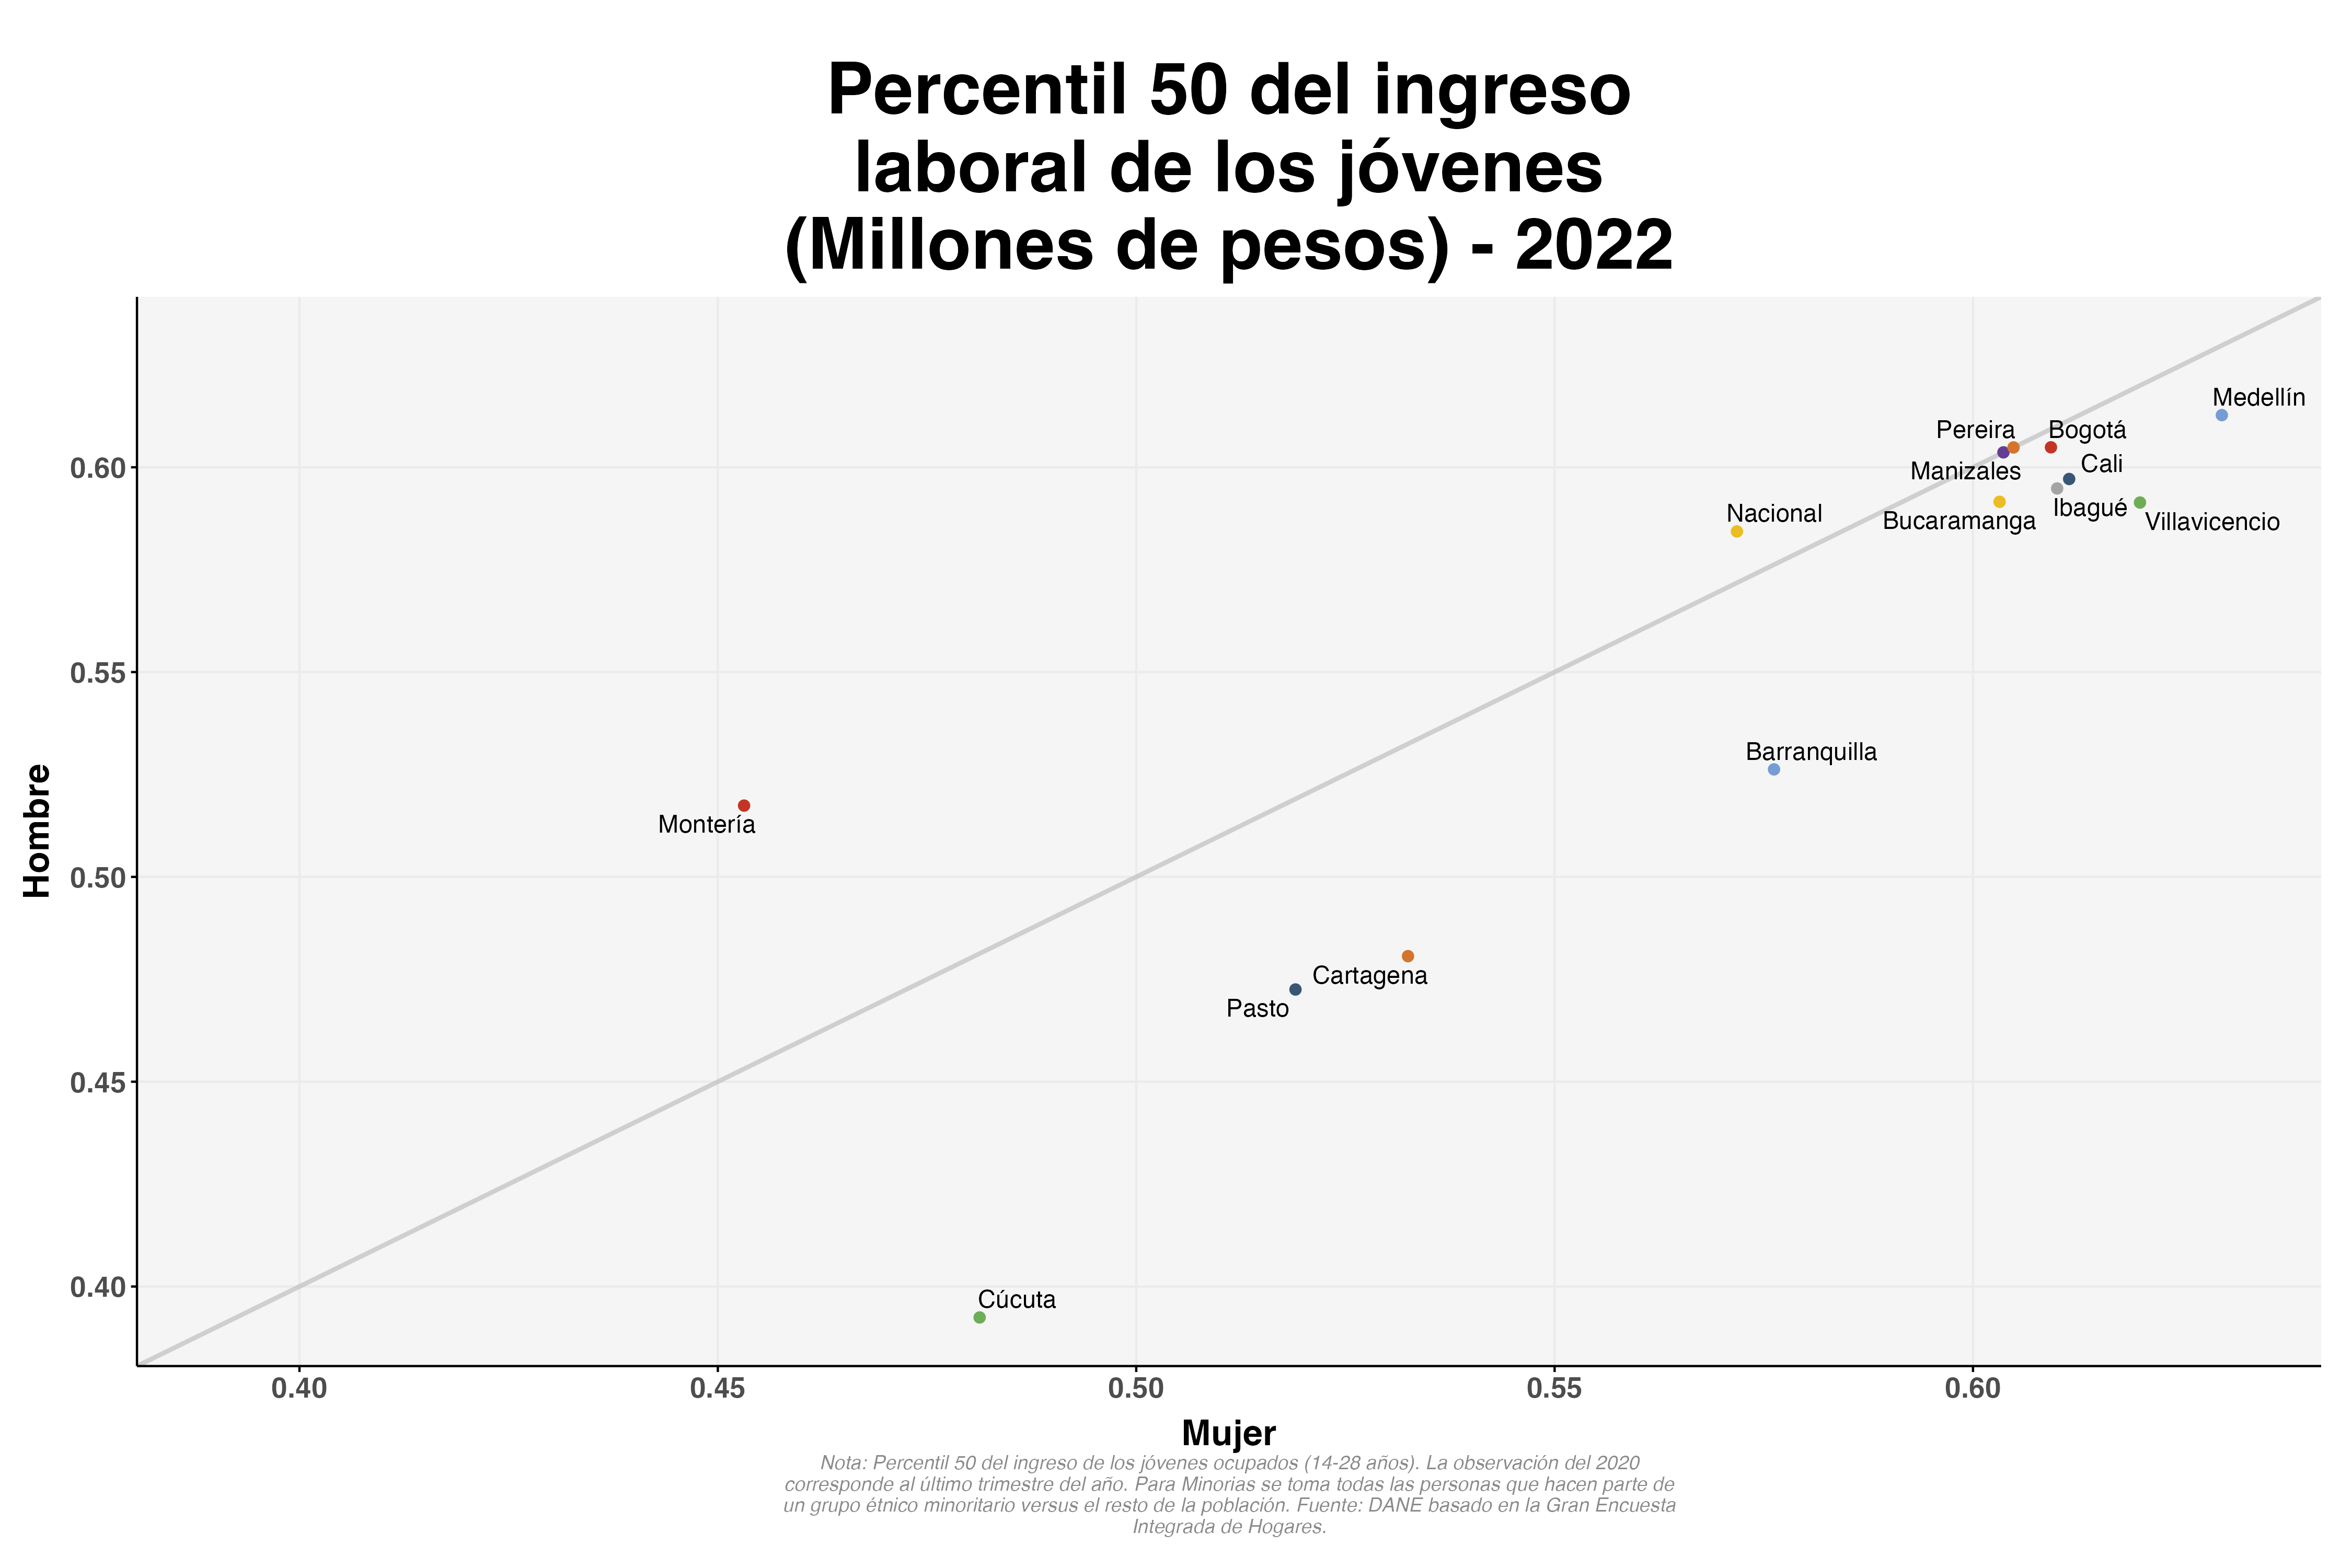 Percentil 50 del ingreso
laboral de los jóvenes
(Millones de pesos) - 2022
Medellín
Pereira
Bogotá
0.60
Manizales
Cali
Nacional
Bucaramanga
Ibagué
Villavicencio
0.55
Barranquilla
Montería
Hombre
0.50
Cartagena
Pasto
0.45
0.40
Cúcuta
0.40
0.45
0.50
0.55
0.60
Mujer
Nota: Percentil 50 del ingreso de los jóvenes ocupados (14-28 años). La observación del 2020
corresponde al último trimestre del año. Para Minorias se toma todas las personas que hacen parte de
un grupo étnico minoritario versus el resto de la población. Fuente: DANE basado en la Gran Encuesta
Integrada de Hogares.